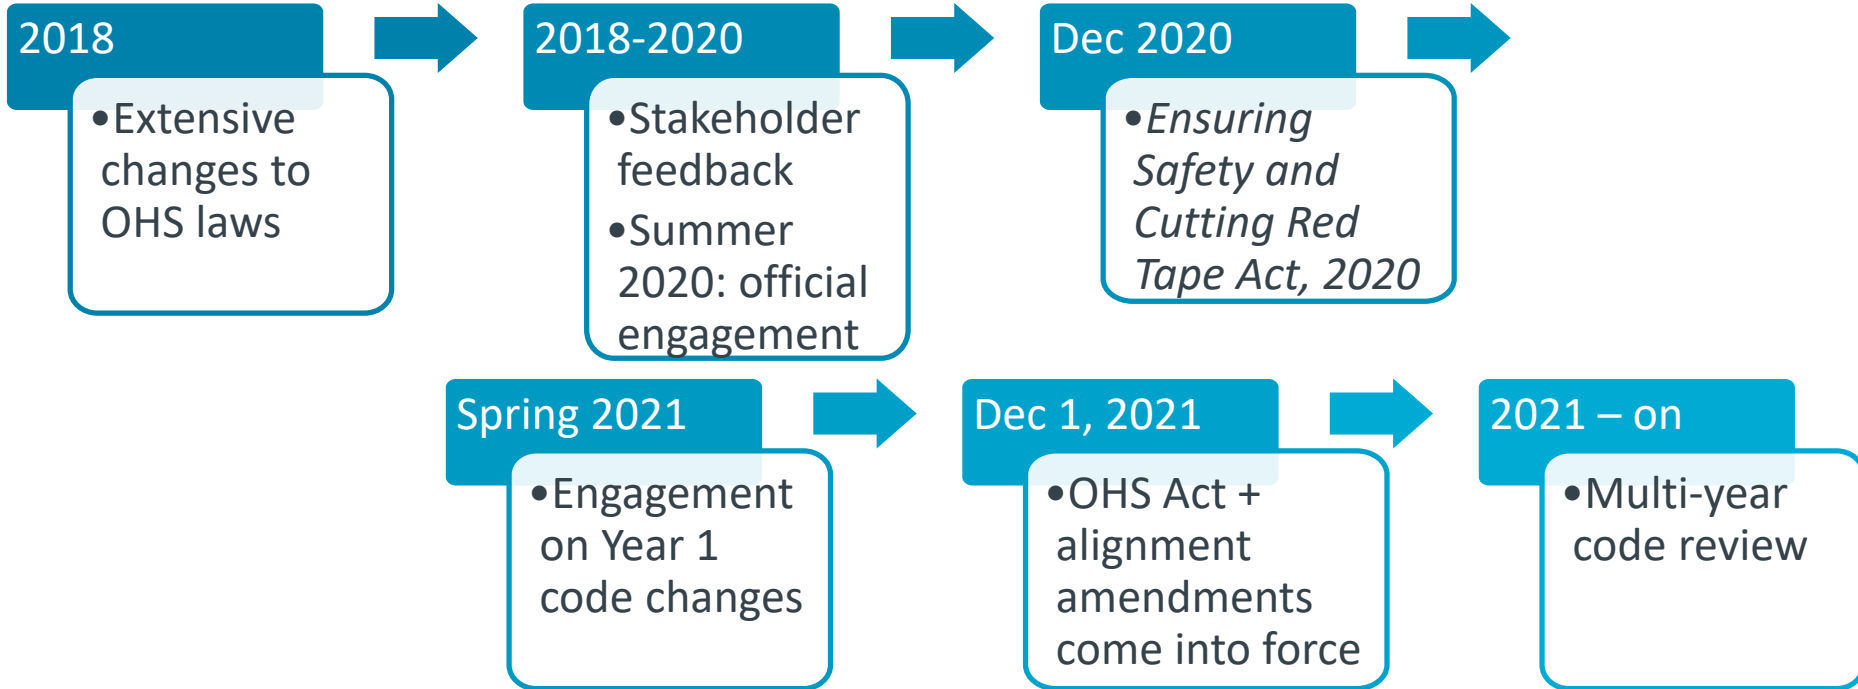 2018
•Extensive
changes to
OHS laws
2018-2020
•Stakeholder
feedback
•Summer
2020: official
engagement
Dec 2020
•Ensuring
Safety and
Cutting Red
Tape Act, 2020
Spring 2021
•Engagement
on Year 1
code changes
Dec 1, 2021
•OHS Act +
alignment
amendments
come into force
2021 – on
•Multi-year
code review